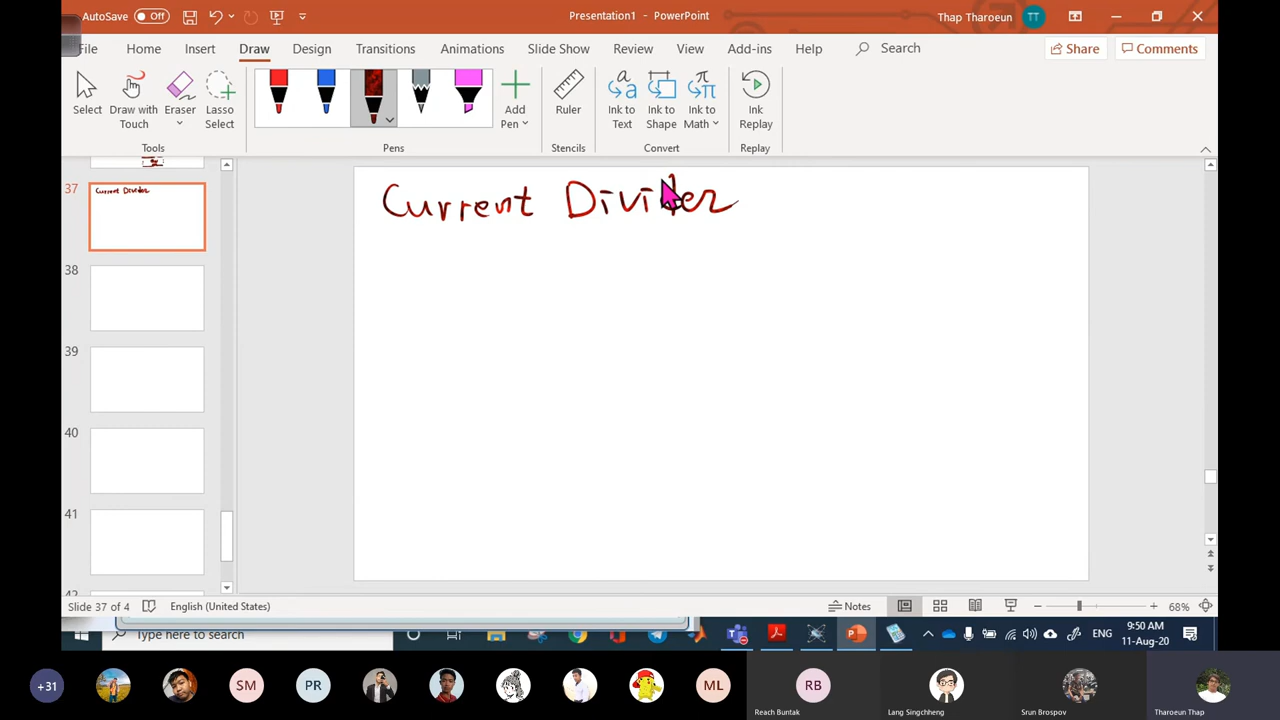 AutoSave Off
Presentation1 - PowerPoint
Thap Tharoeun TT
File Home Insert Draw Design Transitions Animations Slide Show Review View Add-ins Help Search
Share Comments
Select
Draw with Touch
Eraser
Lasso Select
Add Pen
Ruler
Ink to Text
Ink to Shape
Ink to Math
Ink Replay
Tools
Pens
Stencils
Convert
Replay
37
Current Divider
38
39
40
41
Current Divider
Slide 37 of 4
English (United States)
Notes
68%
Type here to search
ENG
9:50 AM
11-Aug-20
+31
SM
PR
ML
RB
Reach Buntak
Lang Singchheng
Srun Brospov
Tharoeun Thap